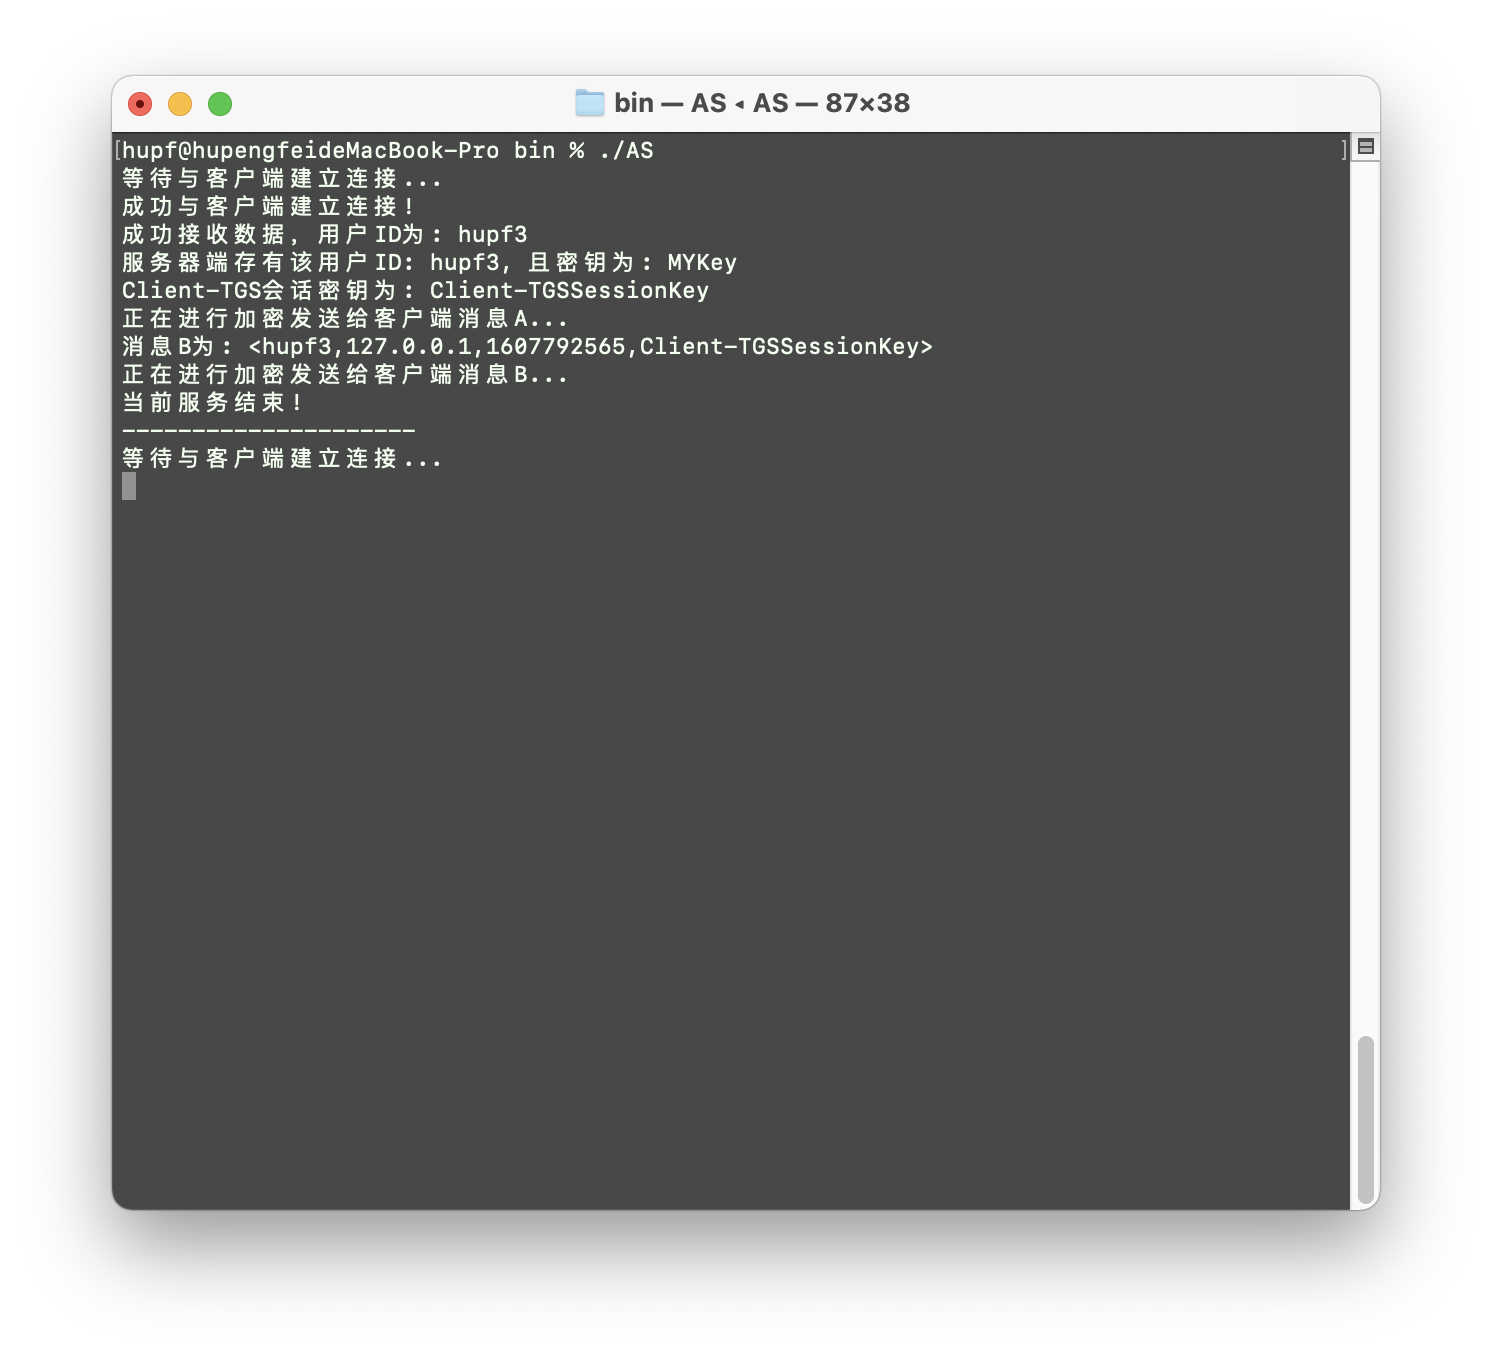 bin — AS ◂ AS — 87×38
[hupf@hupengfeideMacBook-Pro bin % ./AS ]
等待与客户端建立连接...
成功与客户端建立连接!
成功接收数据, 用户ID为: hupf3
服务器端存有该用户ID: hupf3, 且密钥为: MYKey
Client-TGS会话密钥为: Client-TGSSessionKey
正在进行加密发送给客户端消息A...
消息B为: <hupf3,127.0.0.1,1607792565,Client-TGSSessionKey>
正在进行加密发送给客户端消息B...
当前服务结束!
---------------------
等待与客户端建立连接...